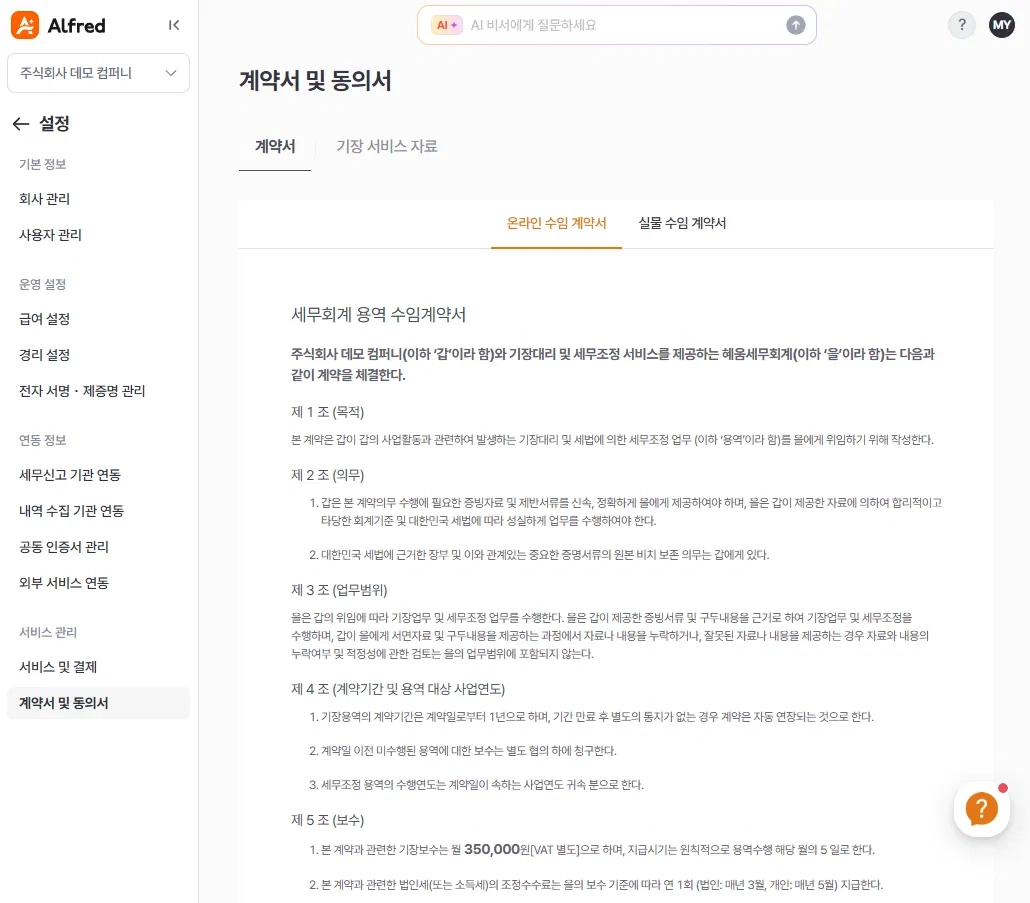 Alfred
AI AI 비서에게 질문하세요
? MY
주식회사 데모 컴퍼니
설정
기본 정보
회사 관리
사용자 관리
운영 설정
급여 설정
경리 설정
전자 서명 · 제증명 관리
연동 정보
세무신고 기관 연동
내역 수집 기관 연동
공동 인증서 관리
외부 서비스 연동
서비스 관리
서비스 및 결제
계약서 및 동의서
계약서 및 동의서
계약서 기장 서비스 자료
온라인 수임 계약서 실물 수임 계약서
세무회계 용역 수임계약서
주식회사 데모 컴퍼니(이하 ‘갑’이라 함)와 기장대리 및 세무조정 서비스를 제공하는 혜움세무회계(이하 ‘을’이라 함)는 다음과
같이 계약을 체결한다.
제 1 조 (목적)
본 계약은 갑이 갑의 사업활동과 관련하여 발생하는 기장대리 및 세법에 의한 세무조정 업무 (이하 ‘용역’이라 함)를 을에게 위임하기 위해 작성한다.
제 2 조 (의무)
1. 갑은 본 계약의무 수행에 필요한 증빙자료 및 제반서류를 신속, 정확하게 을에게 제공하여야 하며, 을은 갑이 제공한 자료에 의하여 합리적이고
타당한 회계기준 및 대한민국 세법에 따라 성실하게 업무를 수행하여야 한다.
2. 대한민국 세법에 근거한 장부 및 이와 관계있는 중요한 증명서류의 원본 비치 보존 의무는 갑에게 있다.
제 3 조 (업무범위)
을은 갑의 위임에 따라 기장업무 및 세무조정 업무를 수행한다. 을은 갑이 제공한 증빙서류 및 구두내용을 근거로 하여 기장업무 및 세무조정을
수행하며, 갑이 을에게 서면자료 및 구두내용을 제공하는 과정에서 자료나 내용을 누락하거나, 잘못된 자료나 내용을 제공하는 경우 자료와 내용의
누락여부 및 적정성에 관한 검토는 을의 업무범위에 포함되지 않는다.
제 4 조 (계약기간 및 용역 대상 사업연도)
1. 기장용역의 계약기간은 계약일로부터 1년으로 하며, 기간 만료 후 별도의 통지가 없는 경우 계약은 자동 연장되는 것으로 한다.
2. 계약일 이전 미수행된 용역에 대한 보수는 별도 협의 하에 청구한다.
3. 세무조정 용역의 수행연도는 계약일이 속하는 사업연도 귀속 분으로 한다.
제 5 조 (보수)
1. 본 계약과 관련한 기장보수는 월 350,000원[VAT 별도]으로 하며, 지급시기는 원칙적으로 용역수행 해당 월의 5 일로 한다.
2. 본 계약과 관련한 법인세(또는 소득세)의 조정수수료는 을의 보수 기준에 따라 연 1회 (법인: 매년 3월, 개인: 매년 5월) 지급한다.
?